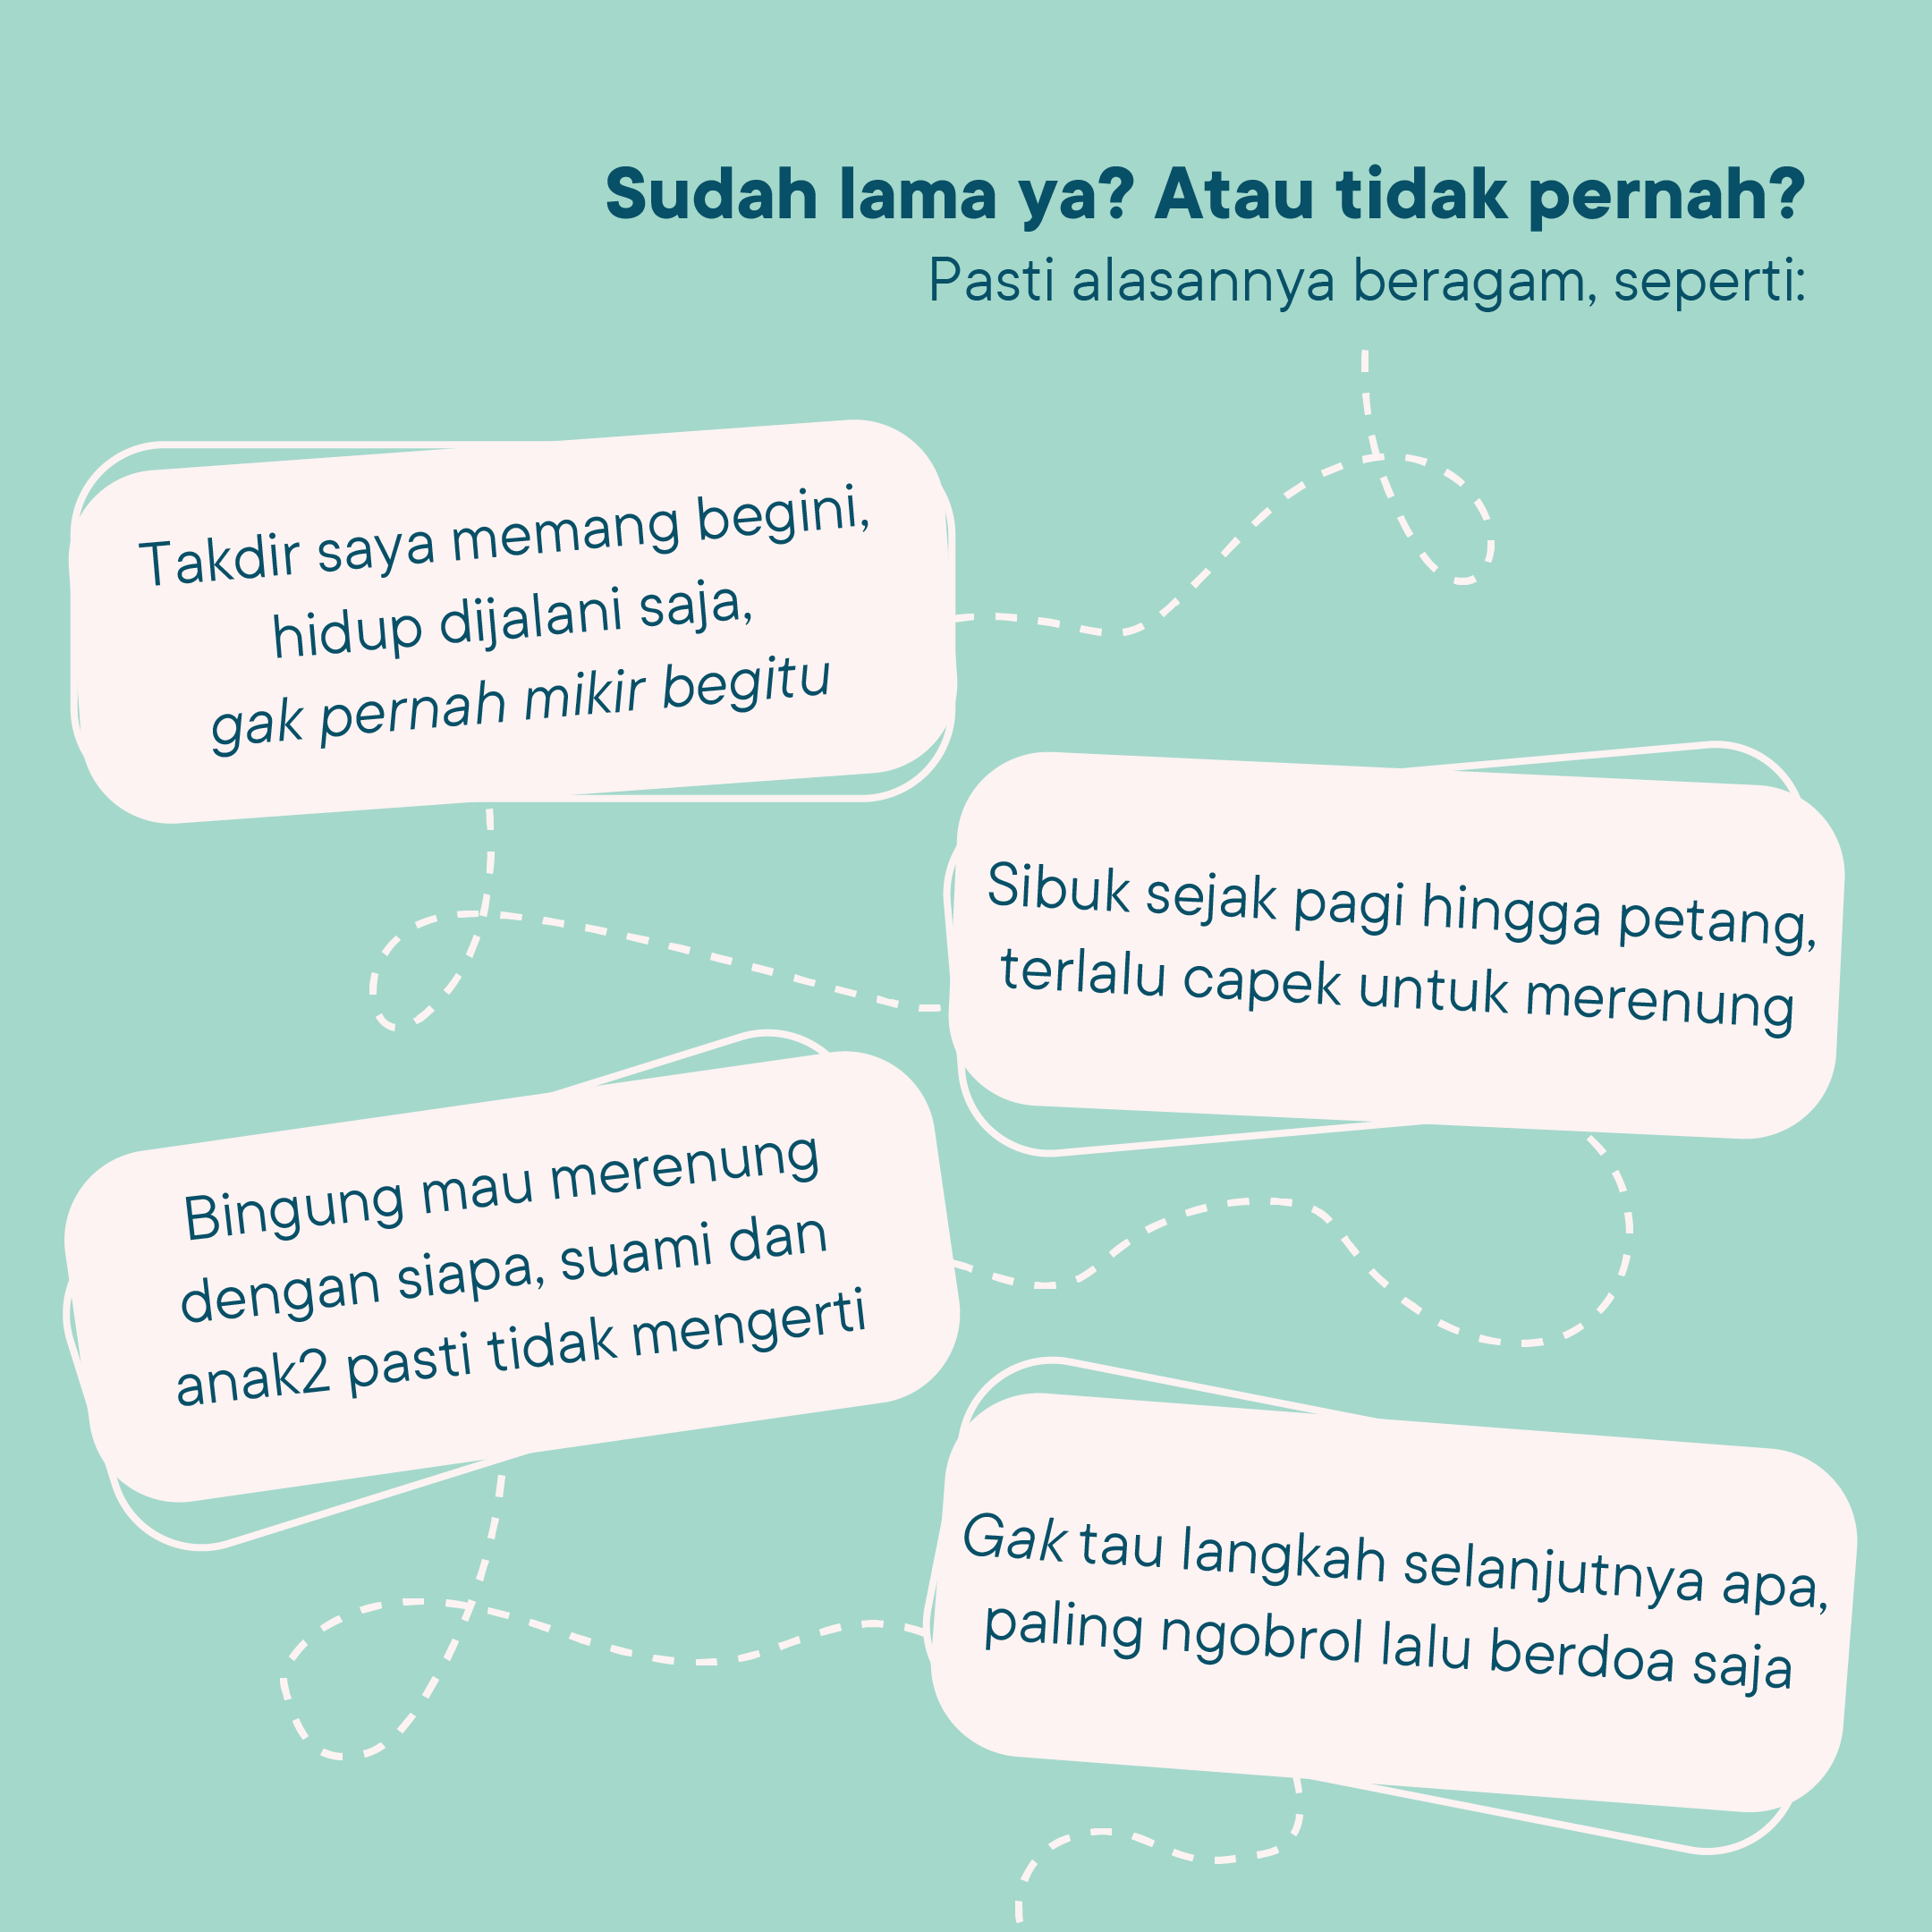 Sudah lama ya? Atau tidak pernah?
Pasti alasannya beragam, seperti:
Takdir saya memang begini,
hidup dijalani saja,
gak pernah mikir begitu
Sibuk sejak pagi hingga petang,
terlalu capek untuk merenung
Bingung mau merenung
dengan siapa, suami dan
anak2 pasti tidak mengerti
Gak tau langkah selanjutnya apa,
paling ngobrol lalu berdoa saja